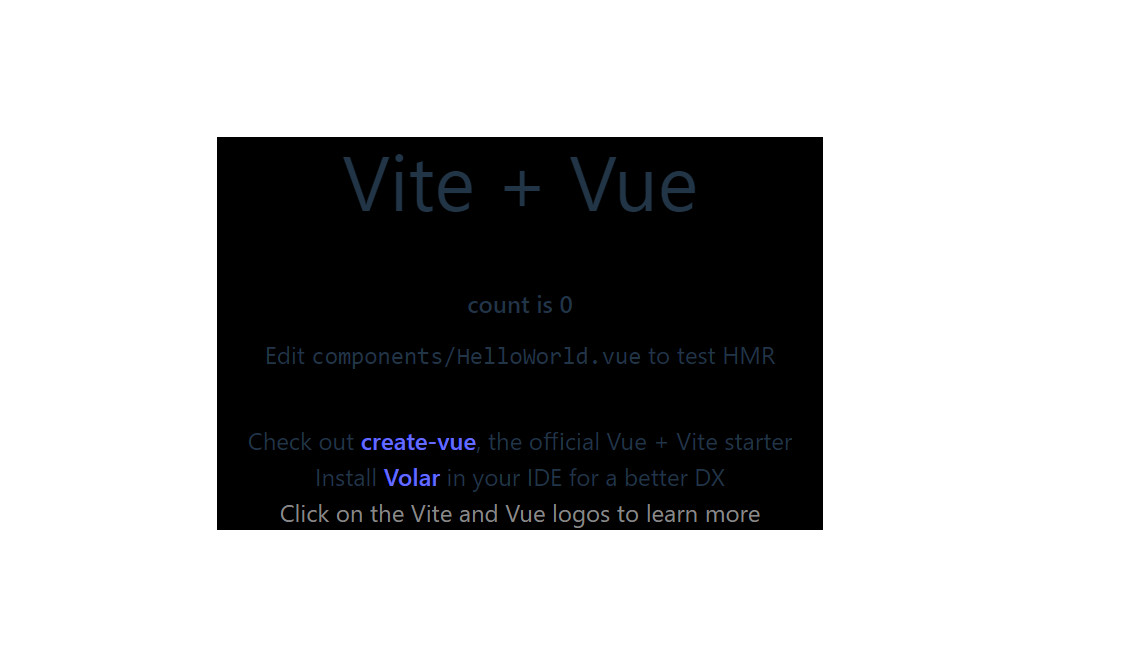 Vite + Vue
count is 0
Edit components/HelloWorld.vue to test HMR
Check out create-vue, the official Vue + Vite starter
Install Volar in your IDE for a better DX
Click on the Vite and Vue logos to learn more